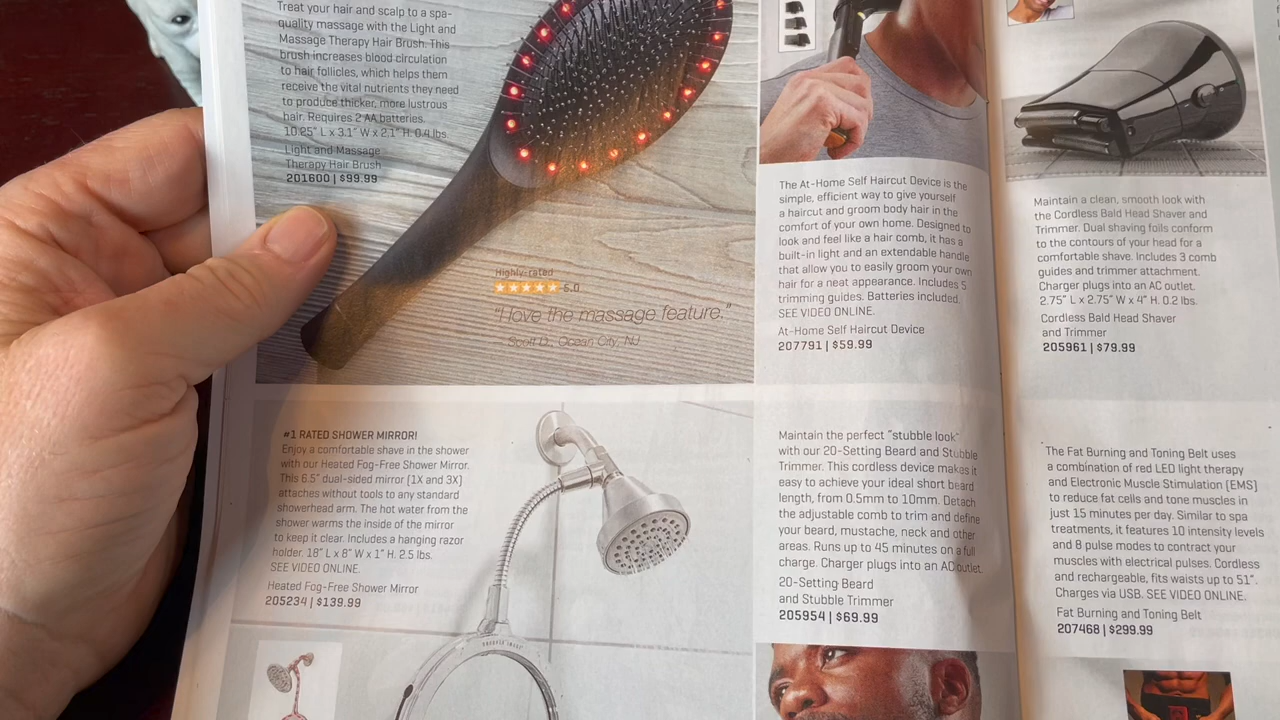 Treat your hair and scalp to a spa-
quality massage with the Light and
Massage Therapy Hair Brush. This
brush increases blood circulation
to hair follicles, which helps them
receive the vital nutrients they need
to produce thicker, more lustrous
hair. Requires 2 AA batteries.
10.25" L x 3.1" W x 2.1" H. 0.4 lbs.
Light and Massage
Therapy Hair Brush
201600 | $99.99
Highly-rated
5.0
"I love the massage feature."
- Scott D., Ocean City, NJ
#1 RATED SHOWER MIRROR!
Enjoy a comfortable shave in the shower
with our Heated Fog-Free Shower Mirror.
This 6.5" dual-sided mirror [1X and 3X]
attaches without tools to any standard
showerhead arm. The hot water from the
shower warms the inside of the mirror
to keep it clear. Includes a hanging razor
holder. 18" L x 8" W x 1" H. 2.5 lbs.
SEE VIDEO ONLINE.
Heated Fog-Free Shower Mirror
205234 | $139.99
The At-Home Self Haircut Device is the
simple, efficient way to give yourself
a haircut and groom body hair in the
comfort of your own home. Designed to
look and feel like a hair comb, it has a
built-in light and an extendable handle
that allow you to easily groom your own
hair for a neat appearance. Includes 5
trimming guides. Batteries included.
SEE VIDEO ONLINE.
At-Home Self Haircut Device
207791 | $59.99
Maintain the perfect "stubble look"
with our 20-Setting Beard and Stubble
Trimmer. This cordless device makes it
easy to achieve your ideal short beard
length, from 0.5mm to 10mm. Detach
the adjustable comb to trim and define
your beard, mustache, neck and other
areas. Runs up to 45 minutes on a full
charge. Charger plugs into an AC outlet.
20-Setting Beard
and Stubble Trimmer
205954 | $69.99
Maintain a clean, smooth look with
the Cordless Bald Head Shaver and
Trimmer. Dual shaving foils conform
to the contours of your head for a
comfortable shave. Includes 3 comb
guides and trimmer attachment.
Charger plugs into an AC outlet.
2.75" L x 2.75" W x 4" H. 0.2 lbs.
Cordless Bald Head Shaver
and Trimmer
205961 | $79.99
The Fat Burning and Toning Belt uses
a combination of red LED light therapy
and Electronic Muscle Stimulation [EMS]
to reduce fat cells and tone muscles in
just 15 minutes per day. Similar to spa
treatments, it features 10 intensity levels
and 8 pulse modes to contract your
muscles with electrical pulses. Cordless
and rechargeable, fits waists up to 51".
Charges via USB. SEE VIDEO ONLINE.
Fat Burning and Toning Belt
207468 | $299.99